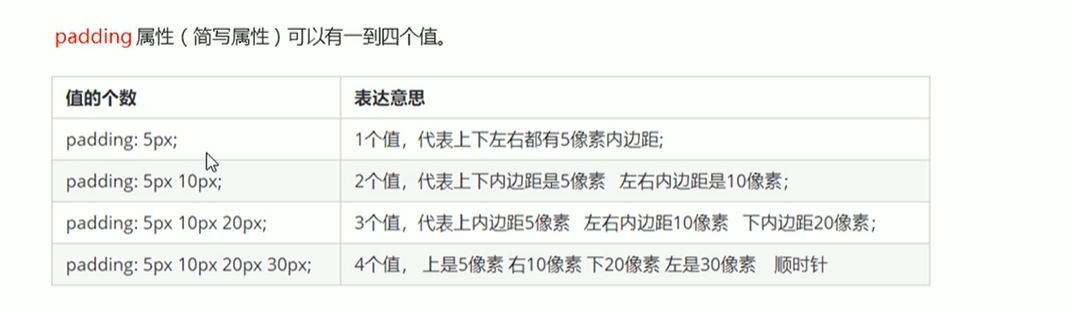 padding 属性（简写属性）可以有一到四个值。
值的个数 表达意思
padding: 5px; 1个值，代表上下左右都有5像素内边距;
padding: 5px 10px; 2个值，代表上下内边距是5像素 左右内边距是10像素；
padding: 5px 10px 20px; 3个值，代表上内边距5像素 左右内边距10像素 下内边距20像素；
padding: 5px 10px 20px 30px; 4个值， 上是5像素 右10像素 下20像素 左是30像素 顺时针